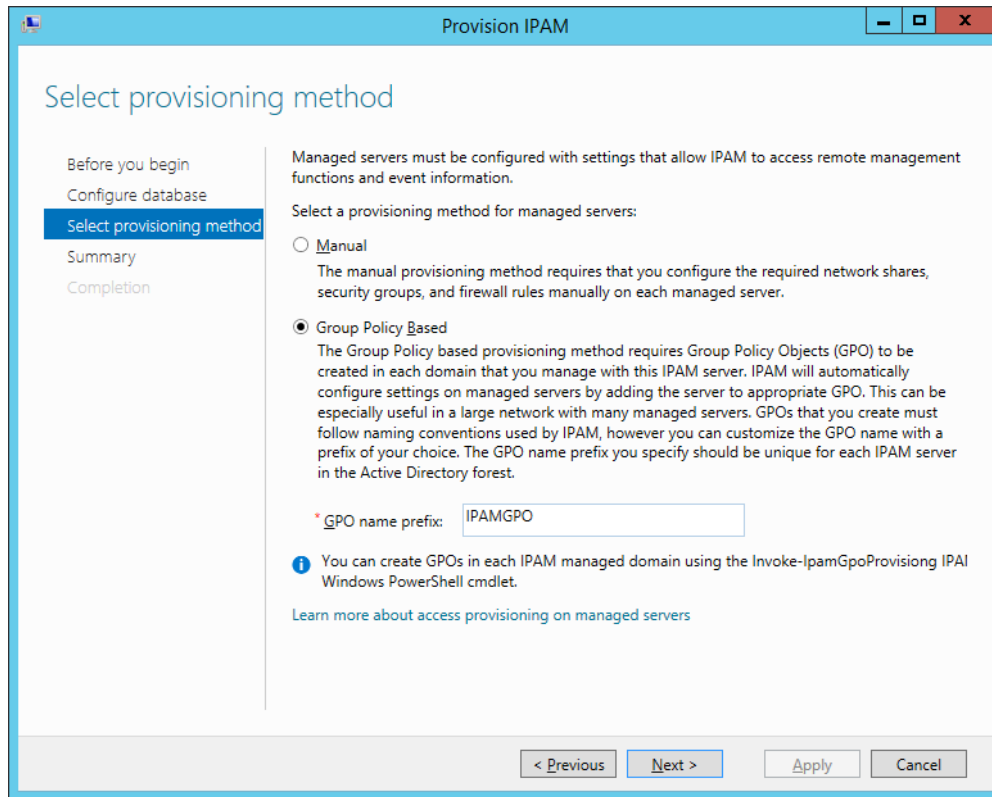 Provision IPAM
Select provisioning method
Before you begin
Configure database
Select provisioning method
Summary
Completion
Managed servers must be configured with settings that allow IPAM to access remote management
functions and event information.
Select a provisioning method for managed servers:
Manual
The manual provisioning method requires that you configure the required network shares,
security groups, and firewall rules manually on each managed server.
Group Policy Based
The Group Policy based provisioning method requires Group Policy Objects (GPO) to be
created in each domain that you manage with this IPAM server. IPAM will automatically
configure settings on managed servers by adding the server to appropriate GPO. This can be
especially useful in a large network with many managed servers. GPOs that you create must
follow naming conventions used by IPAM, however you can customize the GPO name with a
prefix of your choice. The GPO name prefix you specify should be unique for each IPAM server
in the Active Directory forest.
* GPO name prefix: IPAMGPO
You can create GPOs in each IPAM managed domain using the Invoke-IpamGpoProvisiong IPAI
Windows PowerShell cmdlet.
Learn more about access provisioning on managed servers
< Previous Next > Apply Cancel